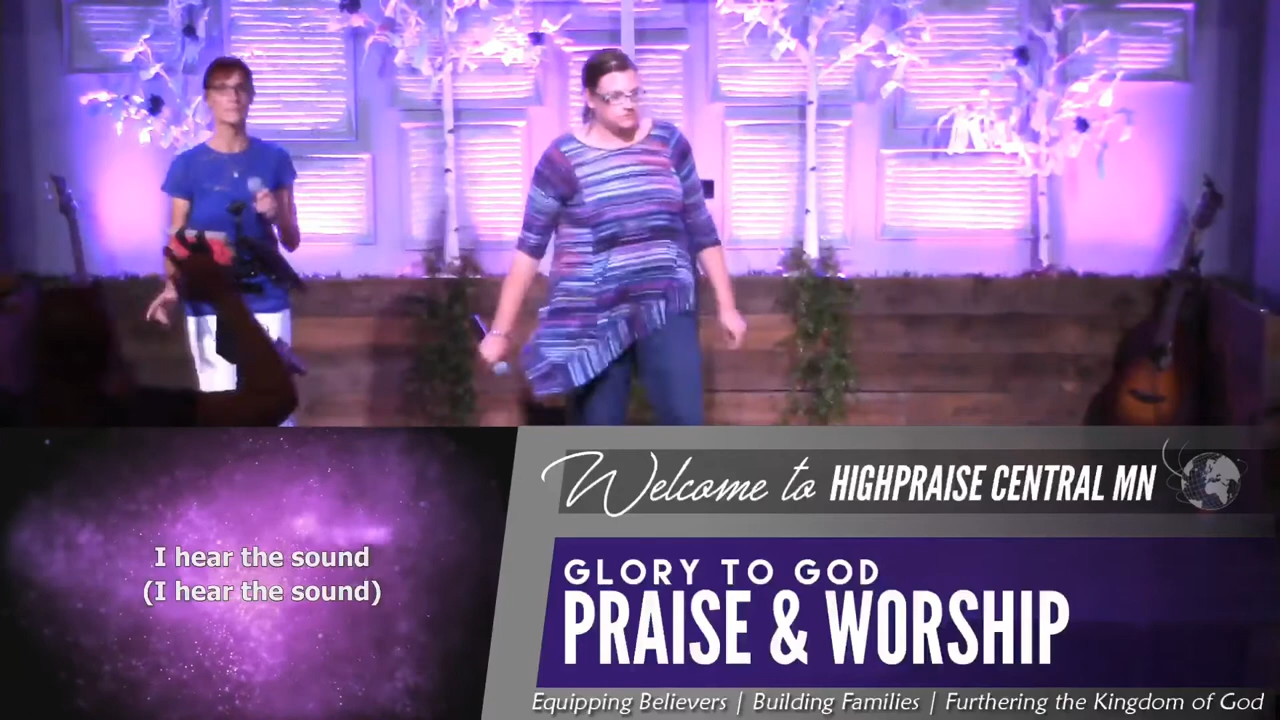 I hear the sound
(I hear the sound)
Welcome to HIGHPRAISE CENTRAL MN
GLORY TO GOD
PRAISE & WORSHIP
Equipping Believers | Building Families | Furthering the Kingdom of God